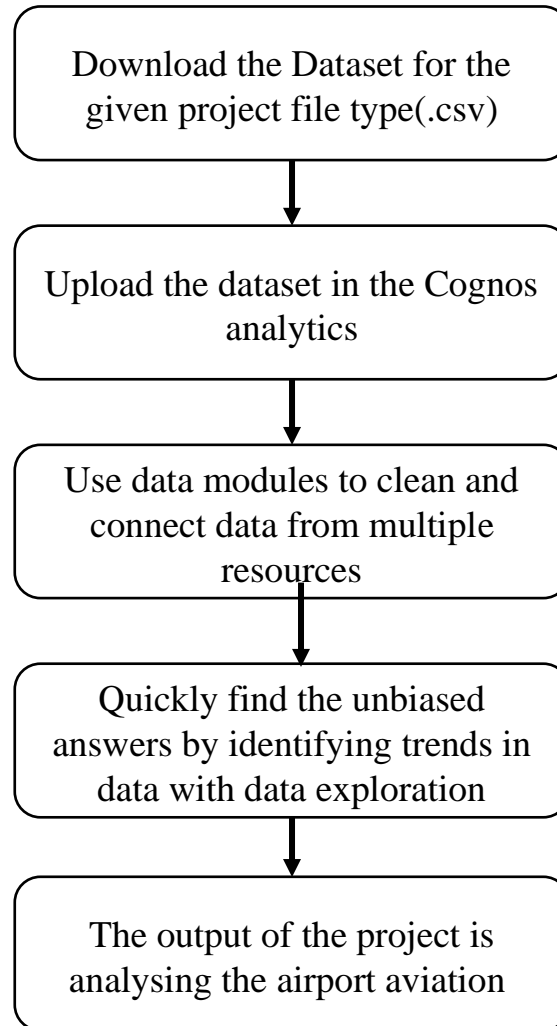 Download the Dataset for the
given project file type(.csv)
Upload the dataset in the Cognos
analytics
Use data modules to clean and
connect data from multiple
resources
Quickly find the unbiased
answers by identifying trends in
data with data exploration
The output of the project is
analysing the airport aviation